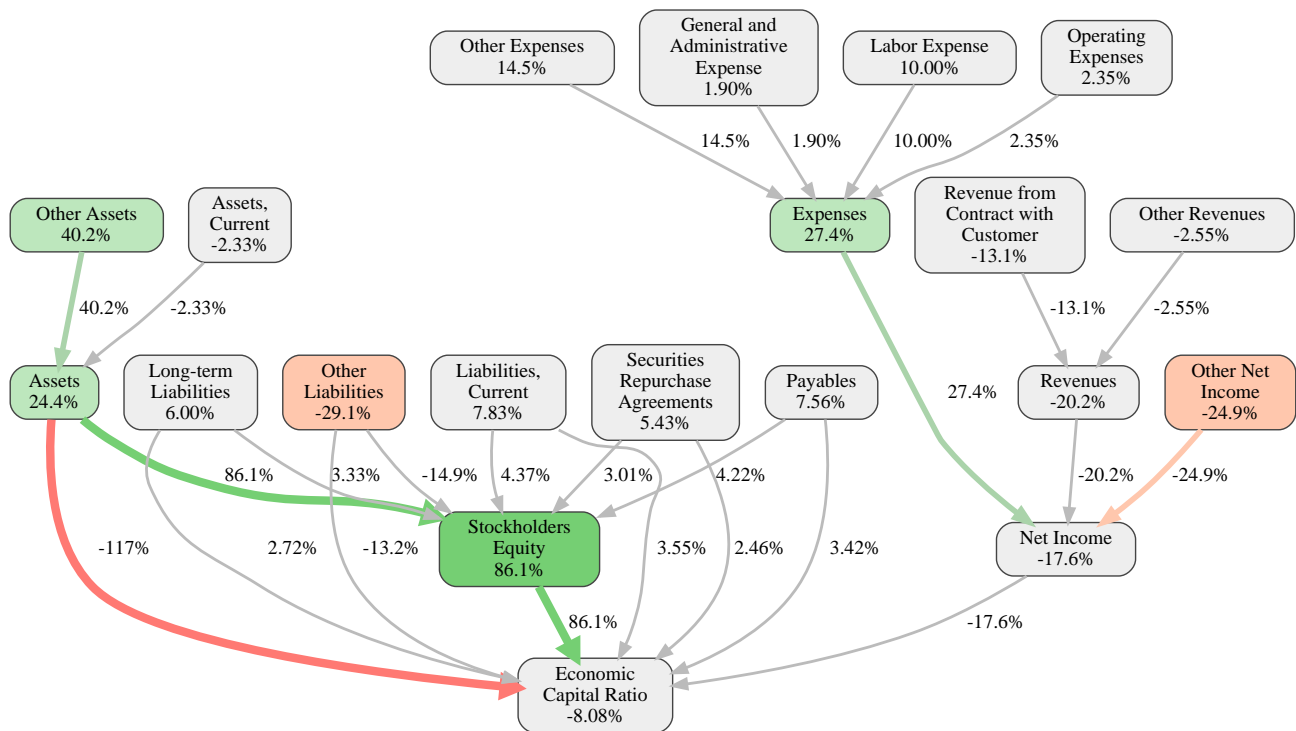 Other Expenses
14.5%
General and
Administrative
Expense
1.90%
Labor Expense
10.00%
Operating
Expenses
2.35%
14.5%
1.90%
10.00%
2.35%
Other Assets
40.2%
Assets,
Current
-2.33%
Expenses
27.4%
Revenue from
Contract with
Customer
-13.1%
Other Revenues
-2.55%
40.2%
-2.33%
-13.1%
-2.55%
Assets
24.4%
Long-term
Liabilities
6.00%
Other
Liabilities
-29.1%
Liabilities,
Current
7.83%
Securities
Repurchase
Agreements
5.43%
Payables
7.56%
Revenues
-20.2%
Other Net
Income
-24.9%
27.4%
86.1%
3.33%
-14.9%
4.37%
3.01%
4.22%
-20.2%
-24.9%
Stockholders
Equity
86.1%
Net Income
-17.6%
-117%
2.72%
-13.2%
3.55%
2.46%
3.42%
86.1%
-17.6%
Economic
Capital Ratio
-8.08%